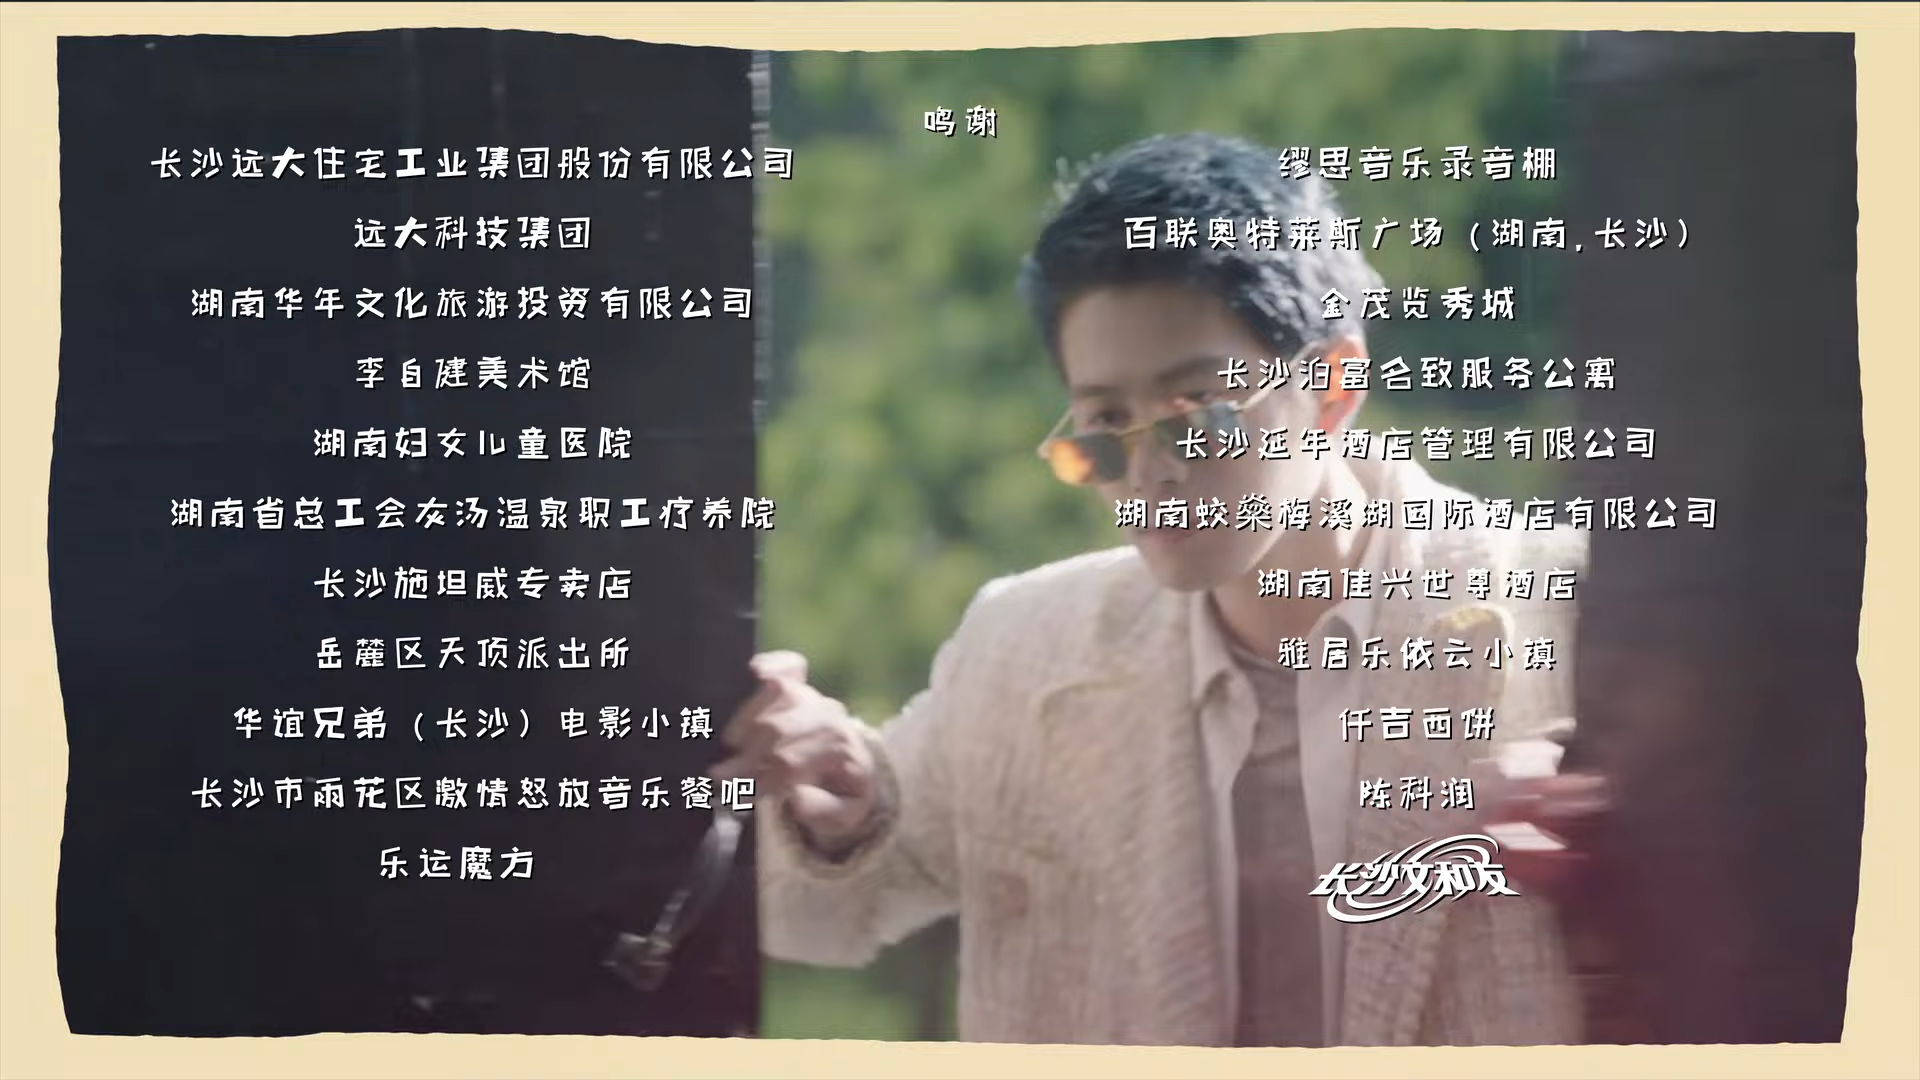 鸣谢
长沙远大住宅工业集团股份有限公司
远大科技集团
湖南华年文化旅游投资有限公司
李自健美术馆
湖南妇女儿童医院
湖南省总工会灰汤温泉职工疗养院
长沙施坦威专卖店
岳麓区天顶派出所
华谊兄弟（长沙）电影小镇
长沙市雨花区激情怒放音乐餐吧
乐运魔方
缪思音乐录音棚
百联奥特莱斯广场（湖南.长沙）
金茂览秀城
长沙泊富名致服务公寓
长沙延年酒店管理有限公司
湖南蛟燊梅溪湖国际酒店有限公司
湖南佳兴世尊酒店
雅居乐依云小镇
仟吉西饼
陈科润
长沙文和友